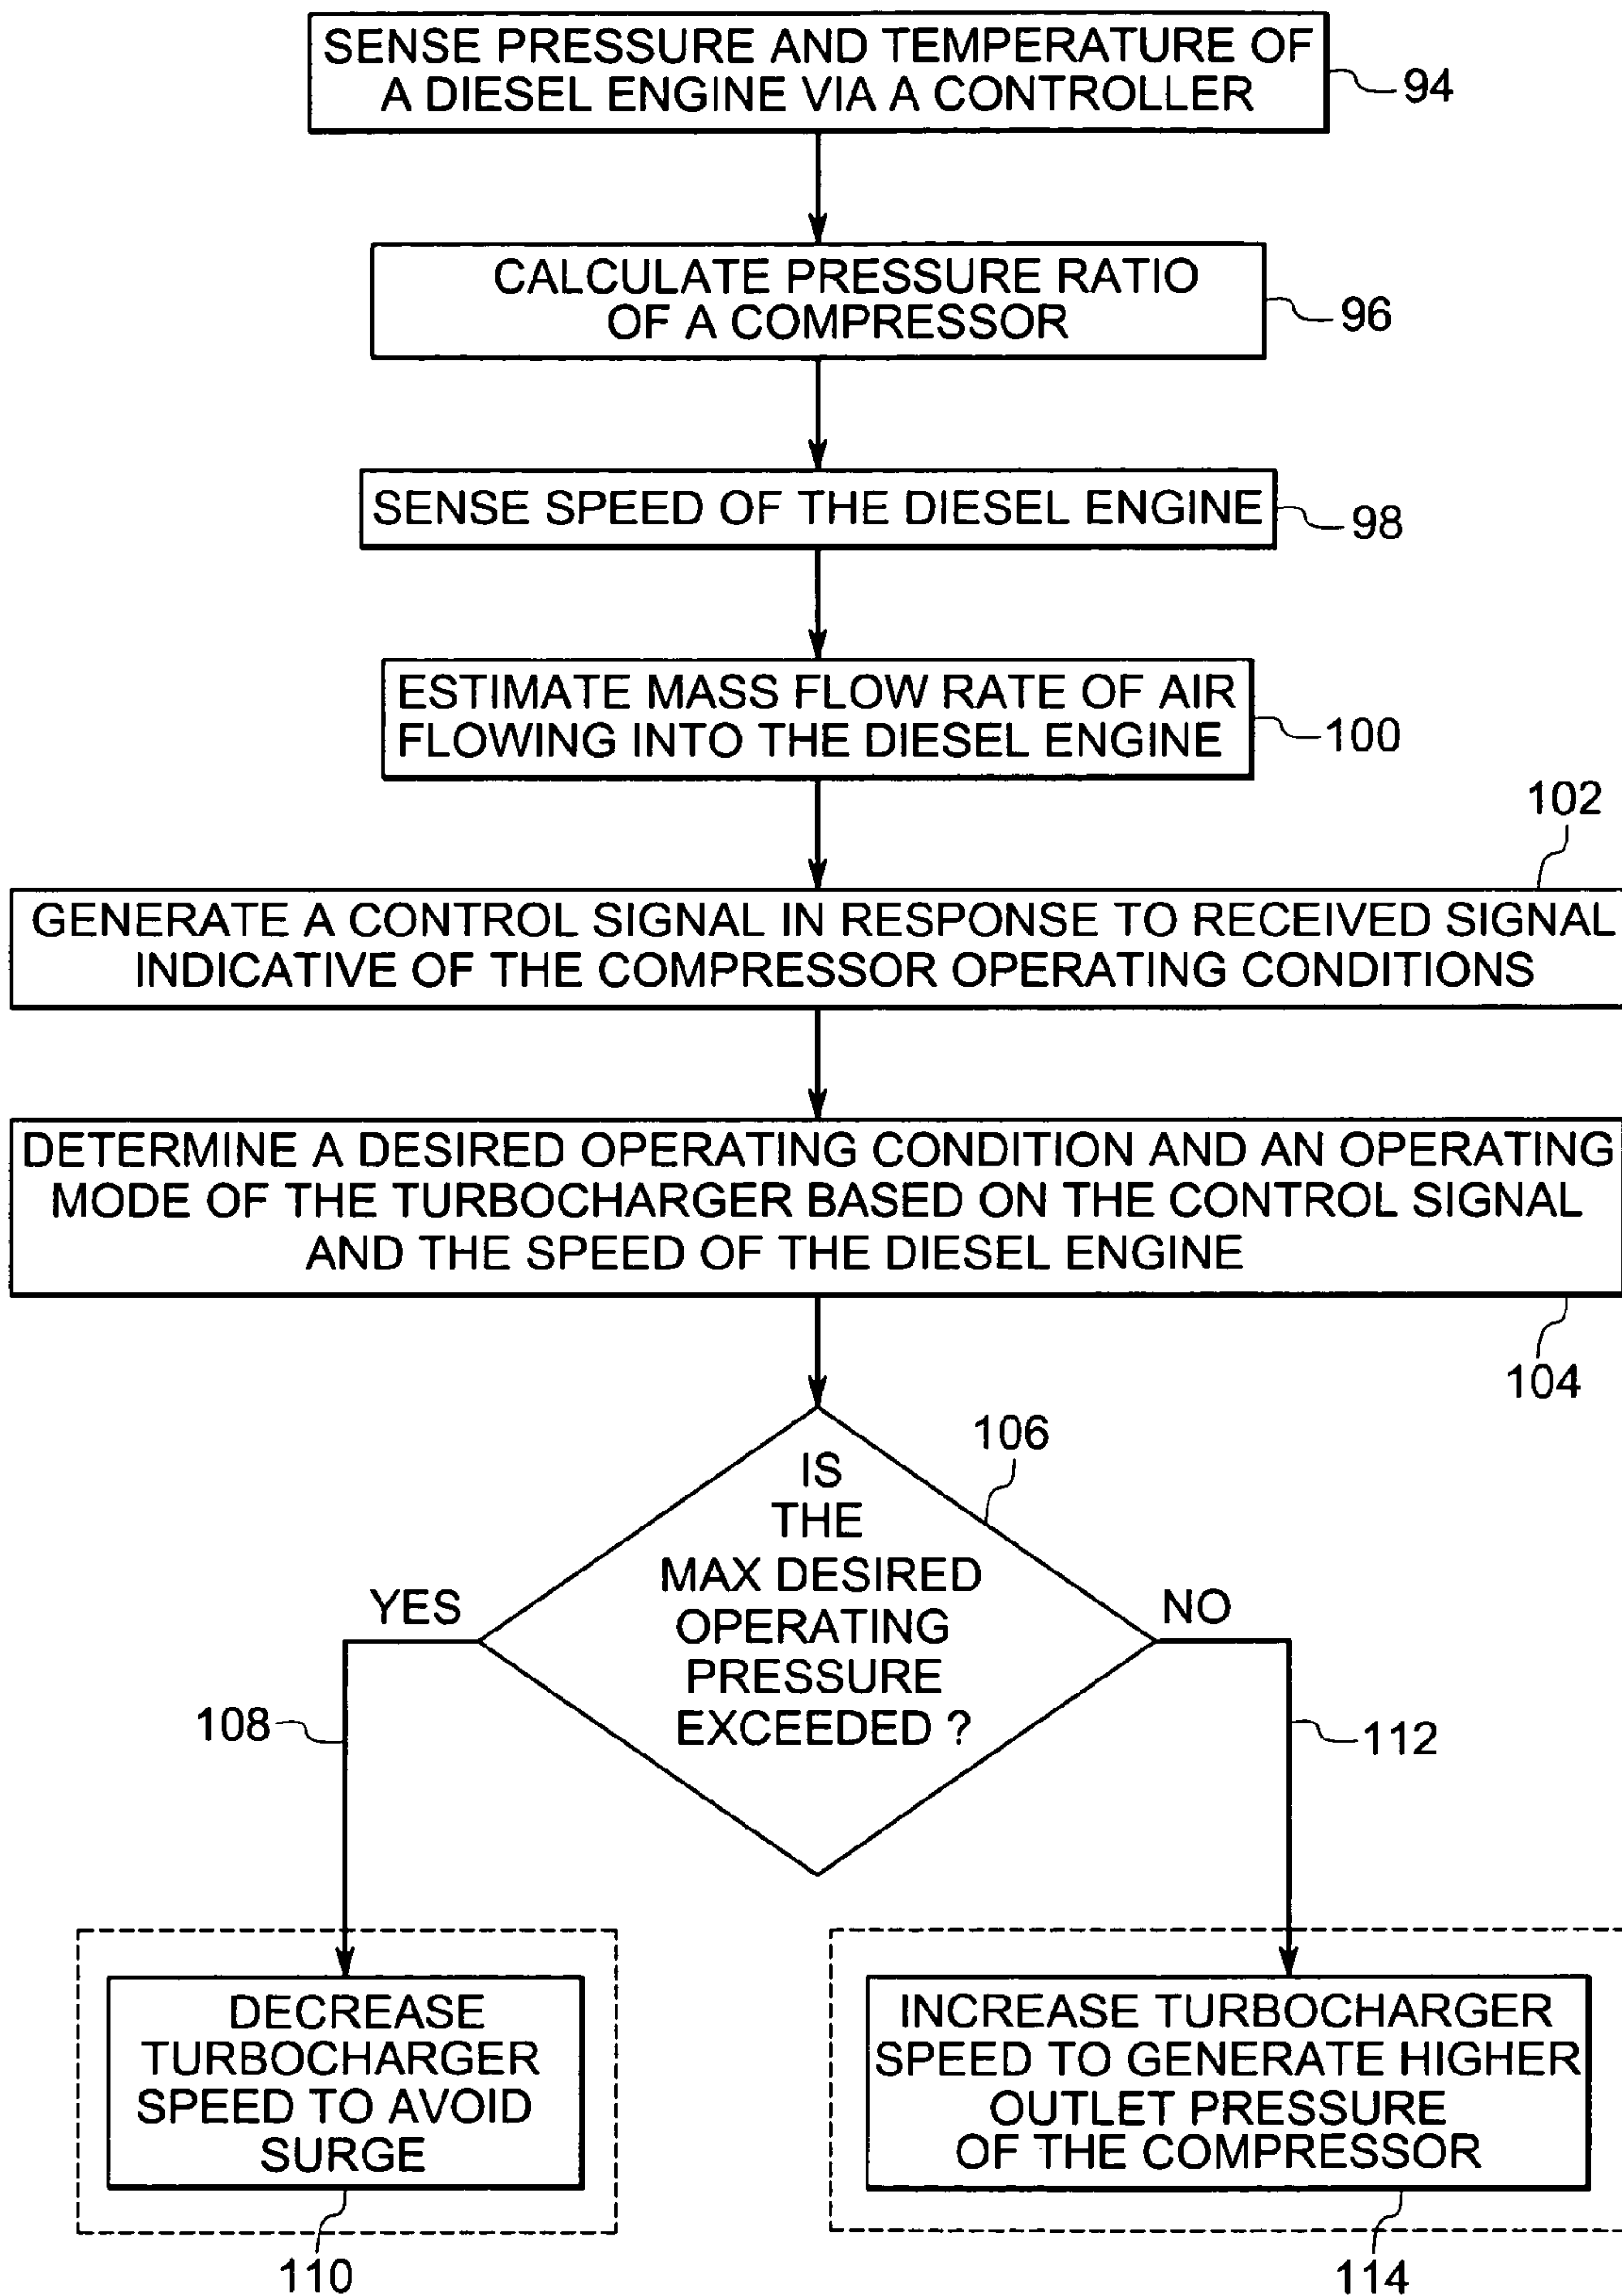 SENSE PRESSURE AND TEMPERATURE OF
A DIESEL ENGINE VIA A CONTROLLER
94
CALCULATE PRESSURE RATIO
OF A COMPRESSOR
96
SENSE SPEED OF THE DIESEL ENGINE
98
ESTIMATE MASS FLOW RATE OF AIR
FLOWING INTO THE DIESEL ENGINE
100
102
GENERATE A CONTROL SIGNAL IN RESPONSE TO RECEIVED SIGNAL
INDICATIVE OF THE COMPRESSOR OPERATING CONDITIONS
DETERMINE A DESIRED OPERATING CONDITION AND AN OPERATING
MODE OF THE TURBOCHARGER BASED ON THE CONTROL SIGNAL
AND THE SPEED OF THE DIESEL ENGINE
104
106
IS
THE
MAX DESIRED
OPERATING
PRESSURE
EXCEEDED ?
YES
NO
108
112
DECREASE
TURBOCHARGER
SPEED TO AVOID
SURGE
110
INCREASE TURBOCHARGER
SPEED TO GENERATE HIGHER
OUTLET PRESSURE
OF THE COMPRESSOR
114